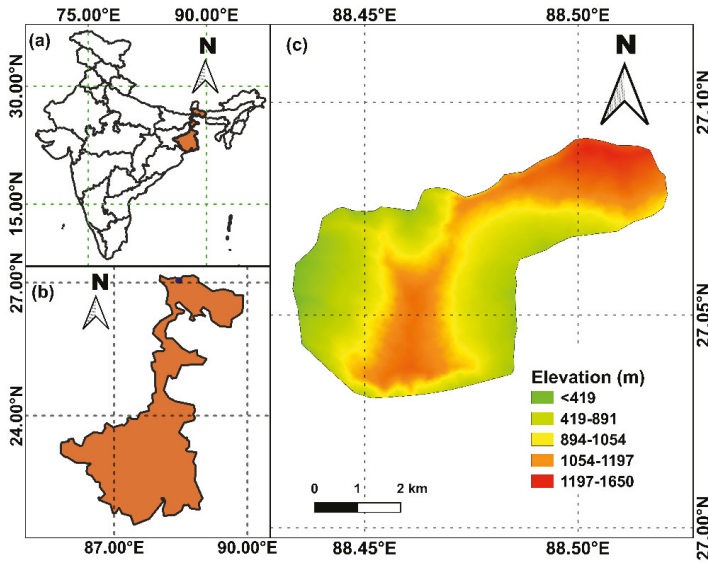 75.00°E
90.00°E
(a)
N
30.00°N
15.00°N
(b)
N
27.00°N
24.00°N
87.00°E
90.00°E
88.45°E
88.50°E
(c)
N
27.10°N
27.05°N
27.00°N
Elevation (m)
<419
419-891
894-1054
1054-1197
1197-1650
0 1 2 km
88.45°E
88.50°E